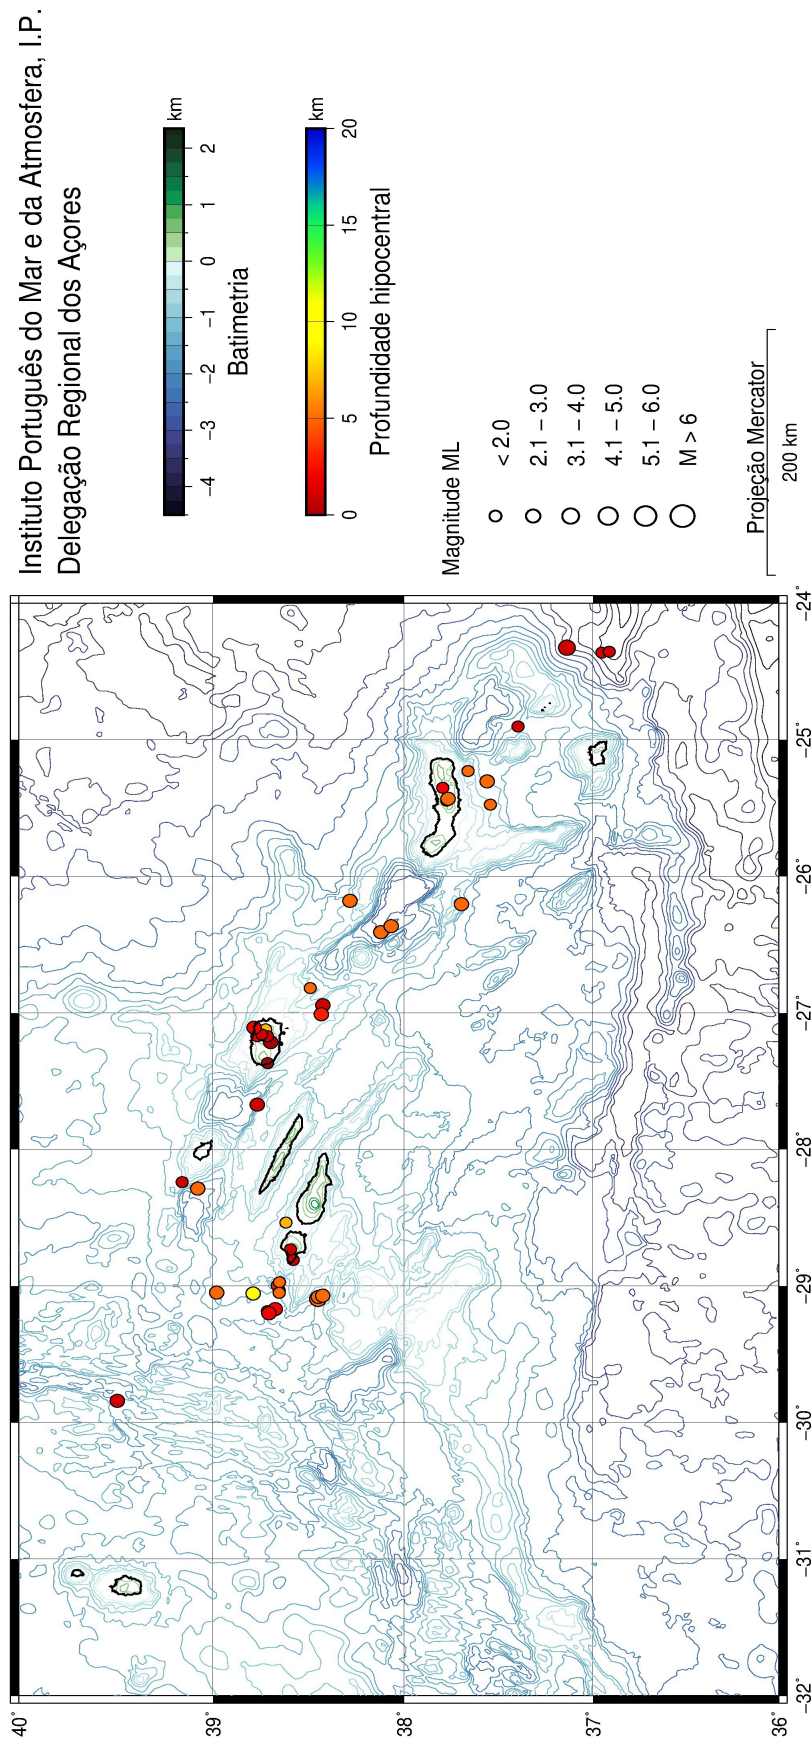 Instituto Português do Mar e da Atmosfera, I.P.
Delegação Regional dos Açores
km
−4 −3 −2 −1 0 1 2
Batimetria
km
0 5 10 15 20
Profundidade hipocentral
Magnitude ML
< 2.0
2.1 − 3.0
3.1 − 4.0
4.1 − 5.0
5.1 − 6.0
M > 6
Projeção Mercator
200 km
40°
39°
38°
37°
36°
−32° −31° −30° −29° −28° −27° −26° −25° −24°